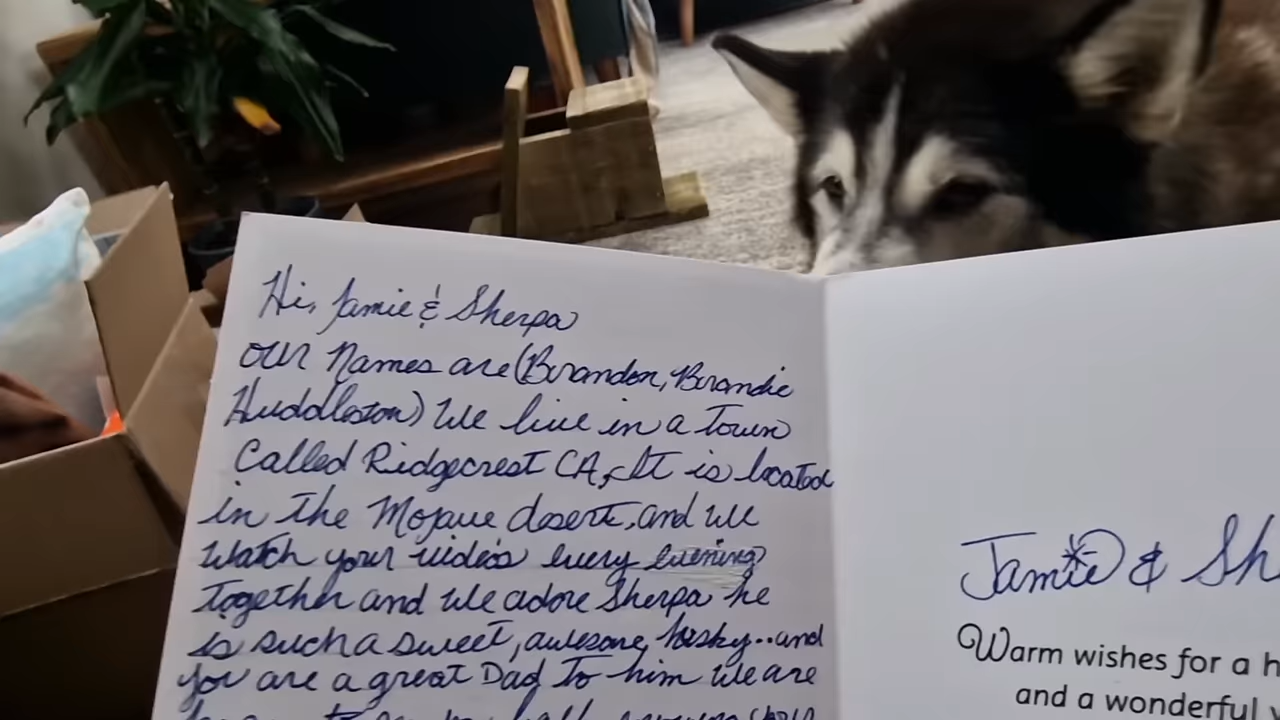 Hi, Jamie & Sherpa
OUR Names are (Brandon, Brandie
Huddleston) We live in a Town
Called Ridgecrest CA, It is located
in the Mojave desert, and we
Watch your videos every evening
Together and we adore Sherpa he
is such a sweet, awesome, husky... and
You are a great Dad To him we are
Jamie & Sh
Warm wishes for a h
and a wonderful